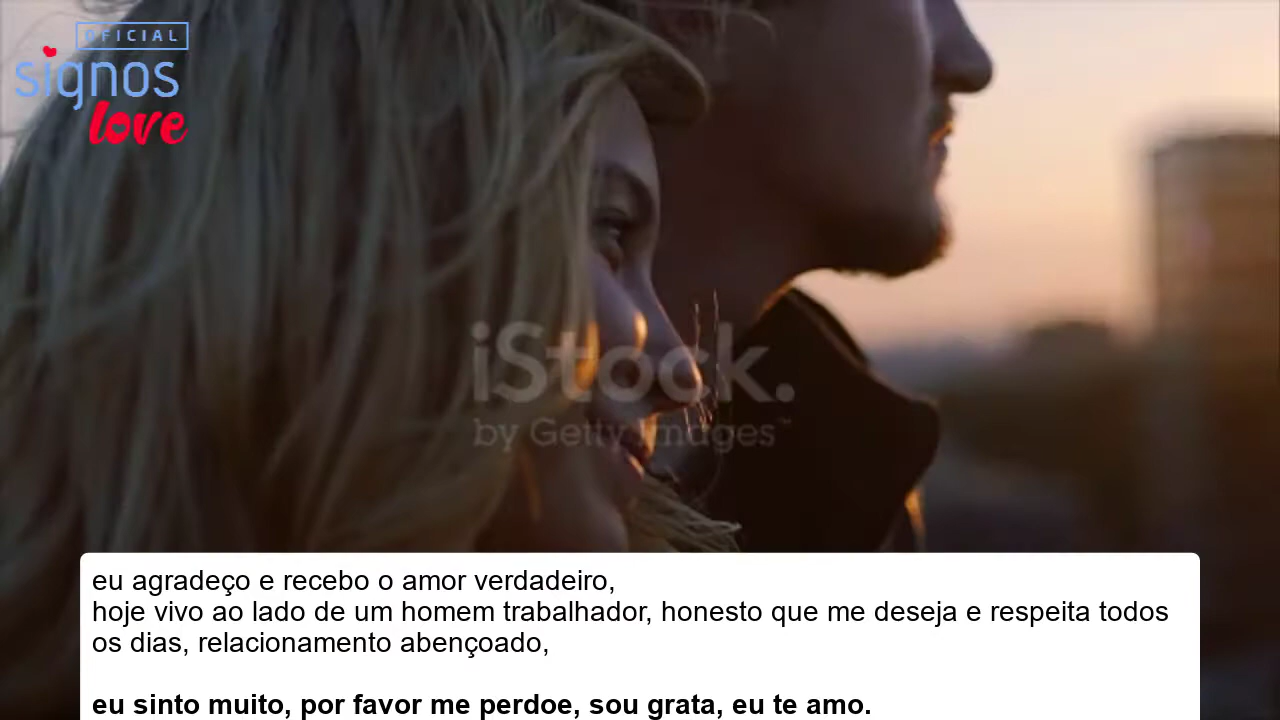 OFICIAL
signos
love
iStock.
by Getty Images™
eu agradeço e recebo o amor verdadeiro,
hoje vivo ao lado de um homem trabalhador, honesto que me deseja e respeita todos
os dias, relacionamento abençoado,
eu sinto muito, por favor me perdoe, sou grata, eu te amo.